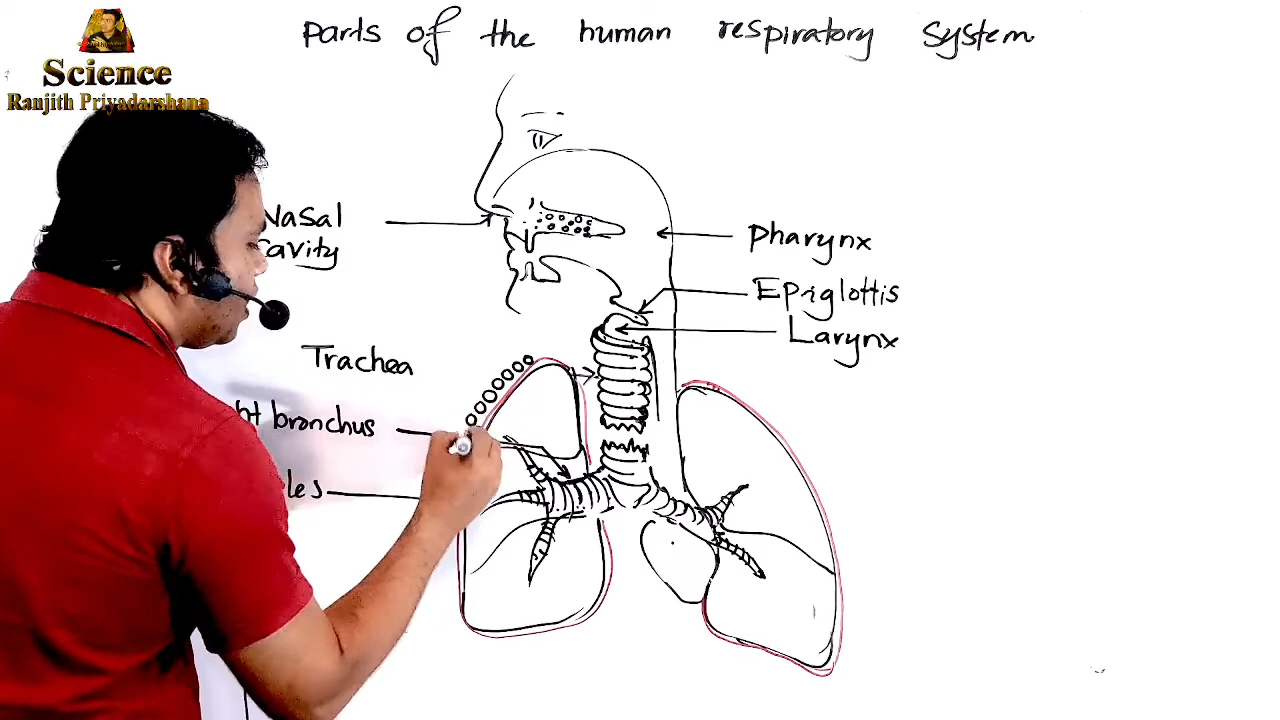 parts of the human respiratory system
Science
Ranjith Priyadarshana
Nasal
cavity
pharynx
Epiglottis
Larynx
Trachea
bronchus